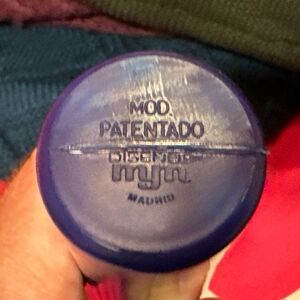 MOD.
PATENTADO
DISEÑOS
myn
MADRID